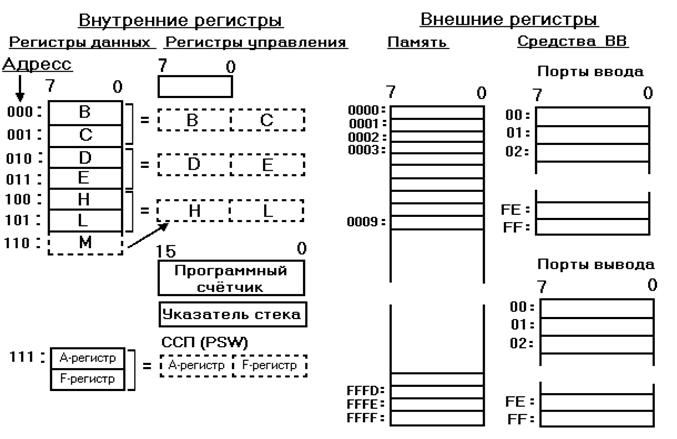 Внутренние регистры
Регистры данных
Регистры управления
Адресс
7 0
7 0
000: B = B C
001: C
010: D = D E
011: E
100: H = H L
101: L
110: M
15 0
Программный
счётчик
Указатель стека
ССП (PSW)
111: А-регистр = А-регистр F-регистр
F-регистр
Внешние регистры
Память
7 0
0000:
0001
0002:
0003:
0009:
FFFD:
FFFE:
FFFF:
Средства ВВ
Порты ввода
7 0
00:
01:
02:
FE:
FF:
Порты вывода
7 0
00:
01:
02:
FE:
FF: